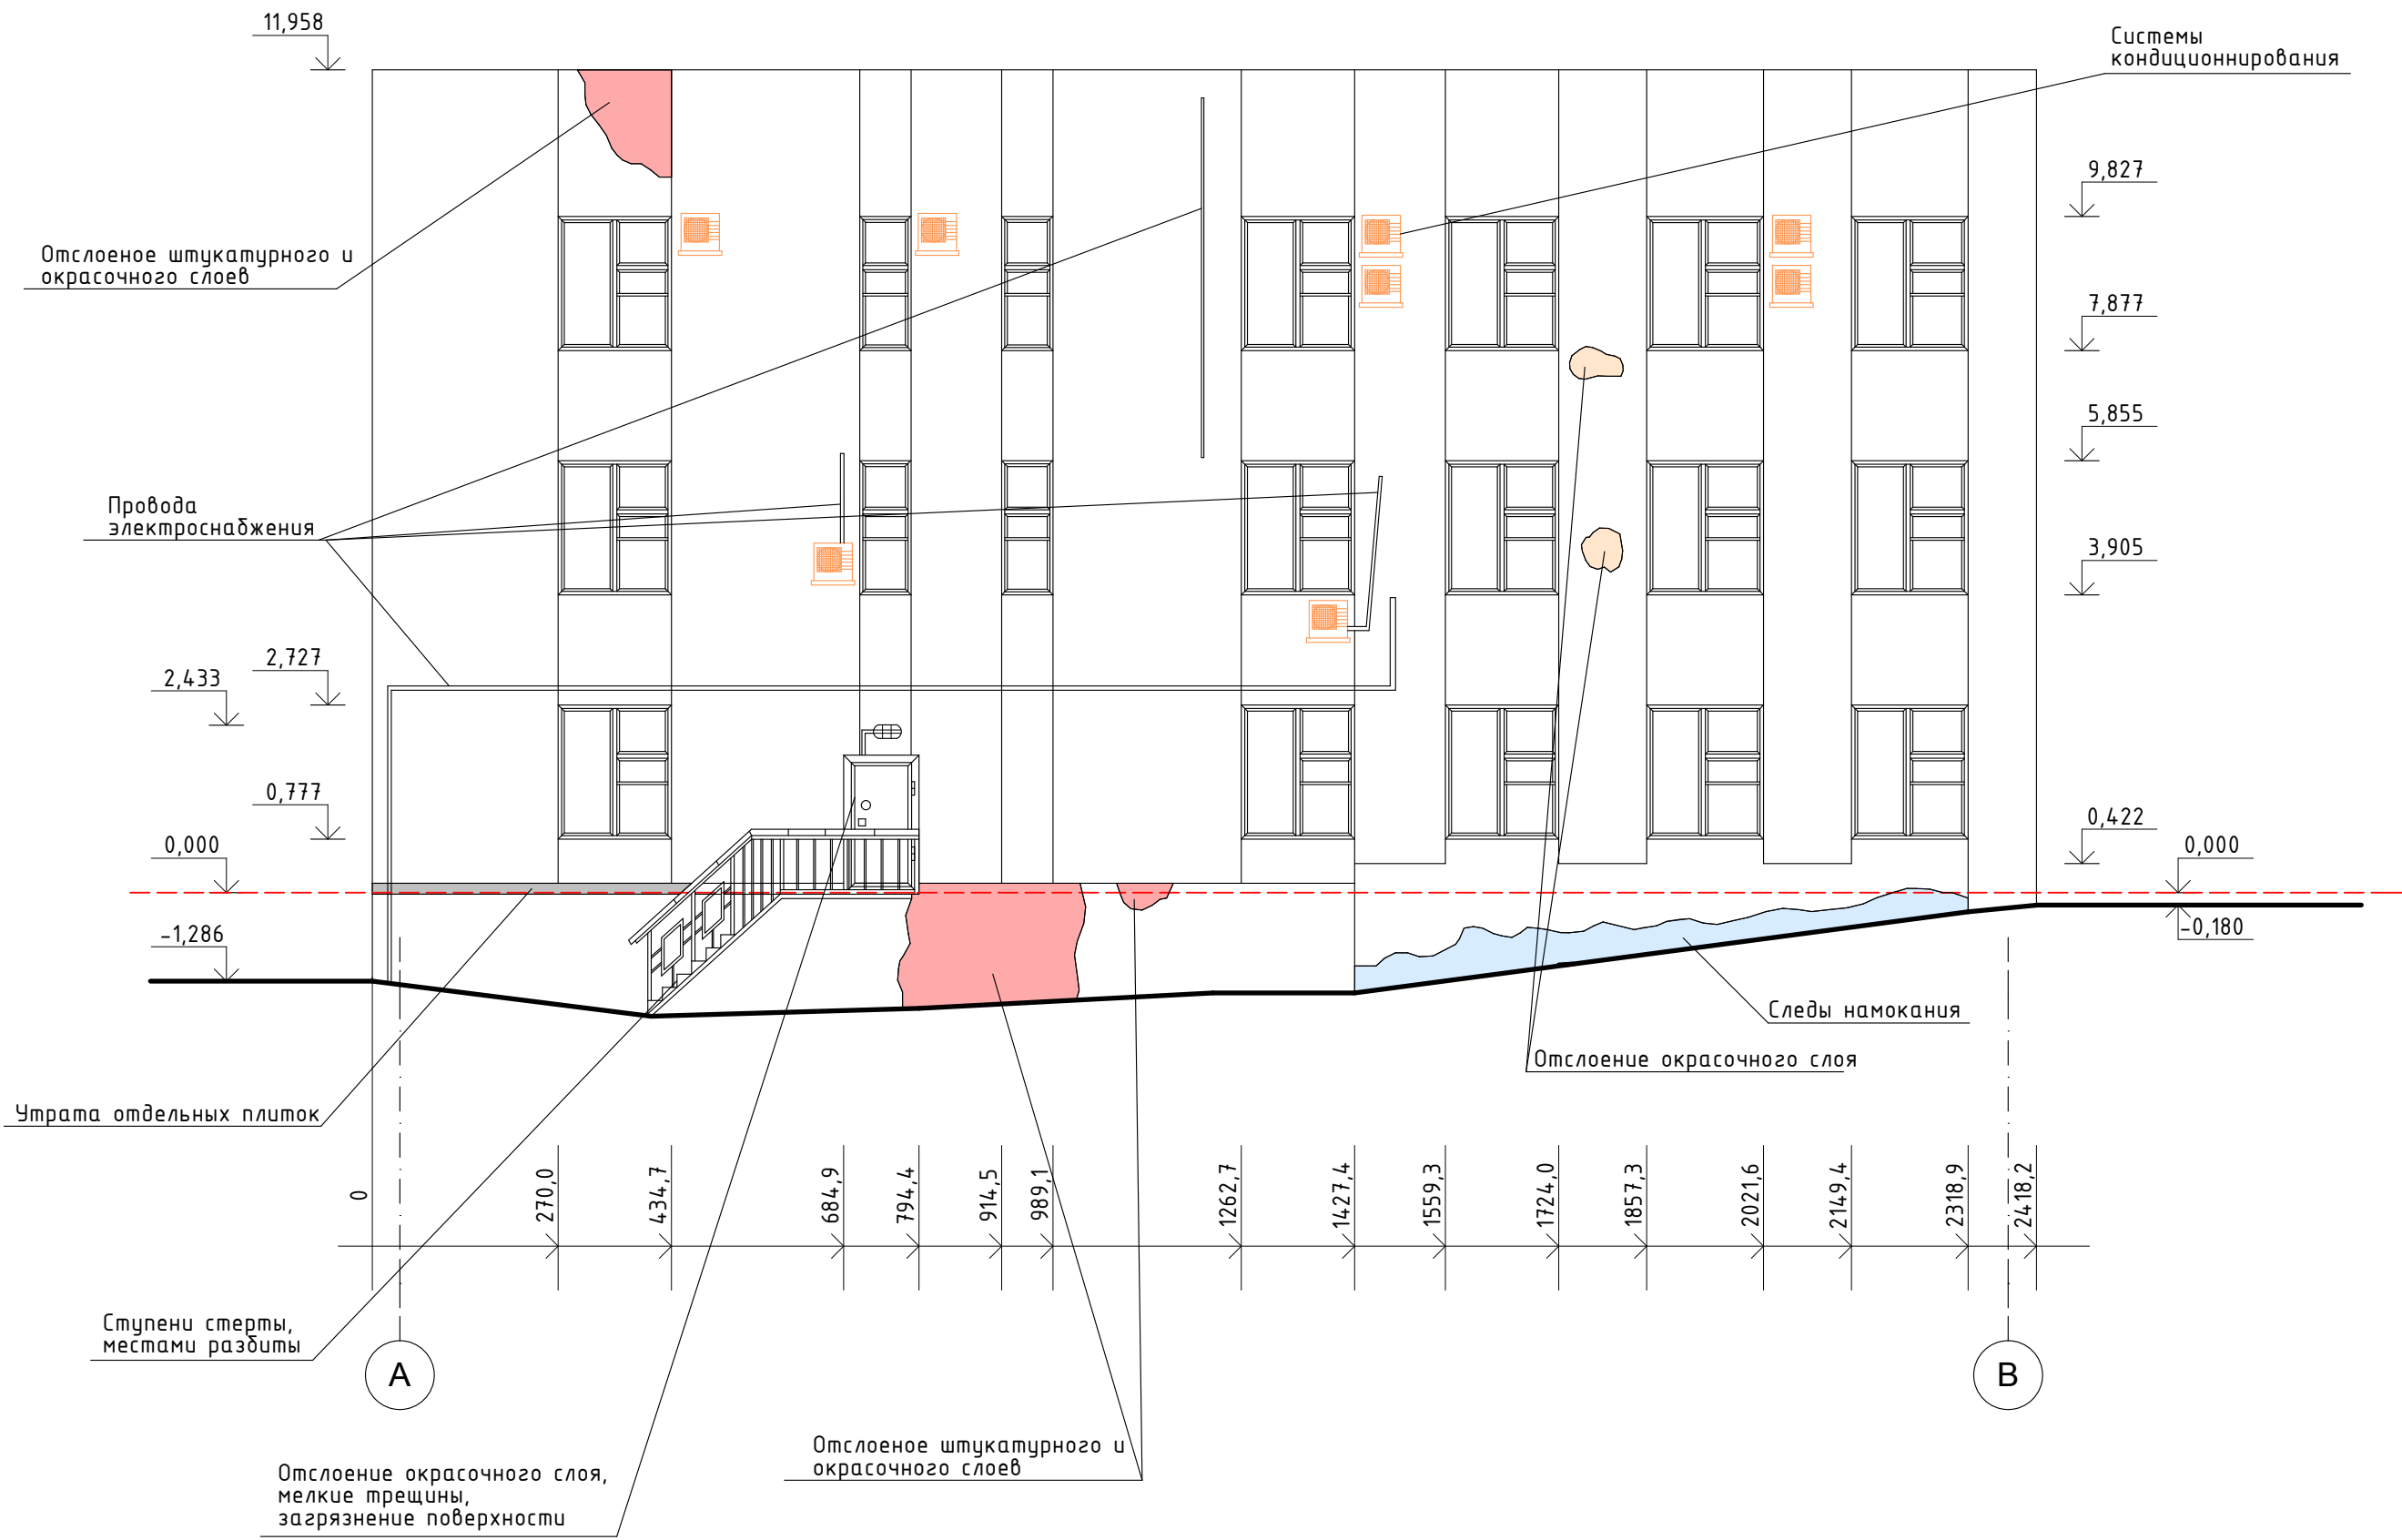 11,958
Системы
кондиционнирования
9,827
Отслоеное штукатурного и
окрасочного слоев
7,877
5,855
Провода
электроснабжения
3,905
2,727
2,433
0,777
0,422
0,000
0,000
-1,286
-0,180
Следы намокания
Отслоение окрасочного слоя
Утрата отдельных плиток
0
270,0
434,7
684,9
794,4
914,5
989,1
1262,7
1427,4
1559,3
1724,0
1857,3
2021,6
2149,4
2318,9
2418,2
Ступени стерты,
местами разбиты
А
В
Отслоеное штукатурного и
окрасочного слоев
Отслоение окрасочного слоя,
мелкие трещины,
загрязнение поверхности